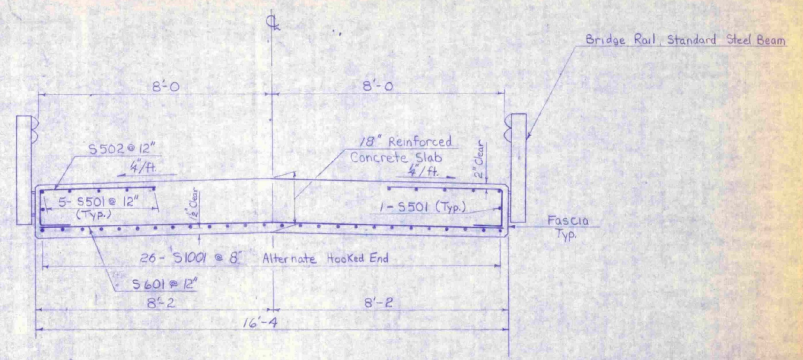 ℄
Bridge Rail, Standard Steel Beam
8'-0
8'-0
S502 @ 12"
18" Reinforced
Concrete Slab
¼"/ft.
¼"/ft.
2" Clear
5- S501 @ 12"
(Typ.)
1½" Clear
1-S501 (Typ.)
Fascia
Typ.
26- S1001 @ 8" Alternate Hooked End
S601 @ 12"
8'-2
8'-2
16'-4